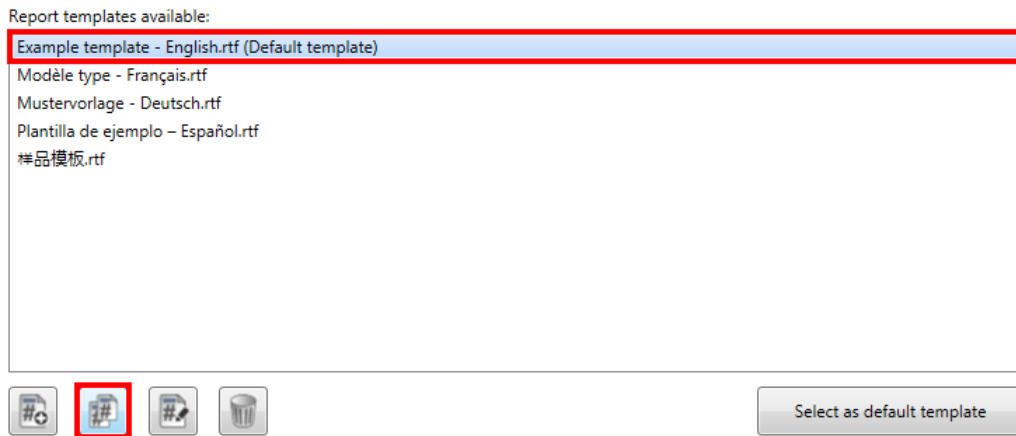 Report templates available:
Example template - English.rtf (Default template)
Modèle type - Français.rtf
Mustervorlage - Deutsch.rtf
Plantilla de ejemplo – Español.rtf
样品模板.rtf
# # #
Select as default template